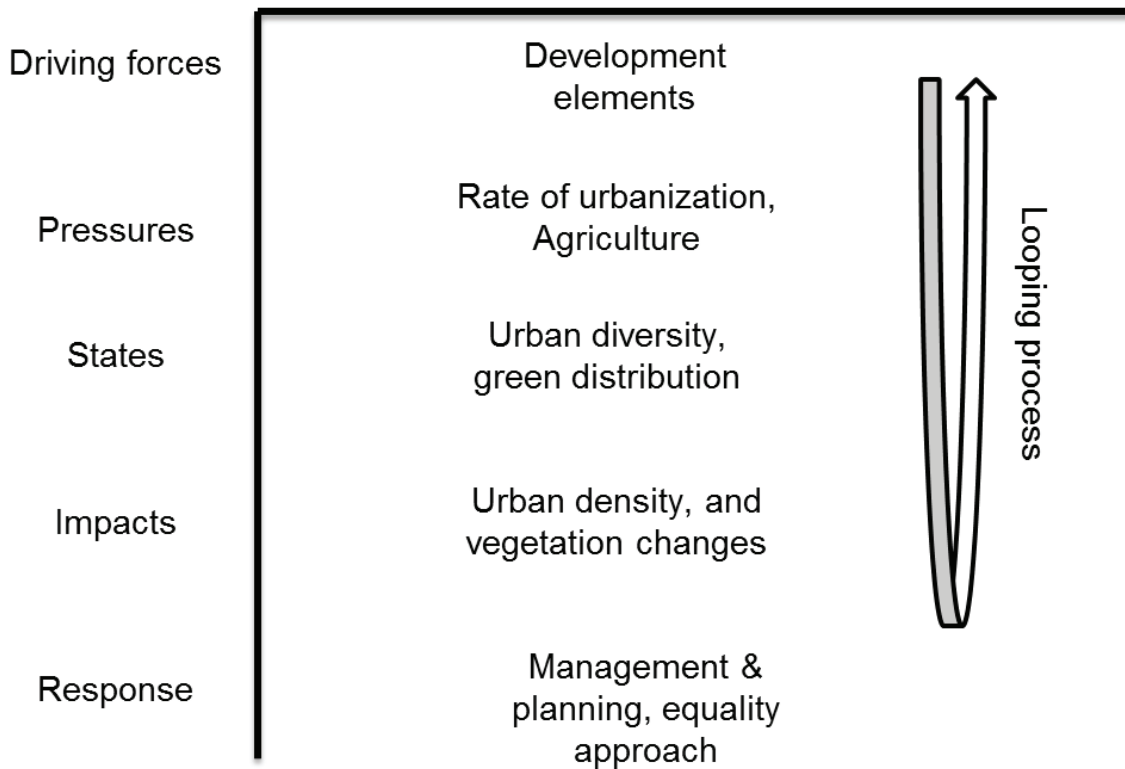 Driving forces
Development
elements
Pressures
Rate of urbanization,
Agriculture
States
Urban diversity,
green distribution
Impacts
Urban density, and
vegetation changes
Response
Management &
planning, equality
approach
Looping process